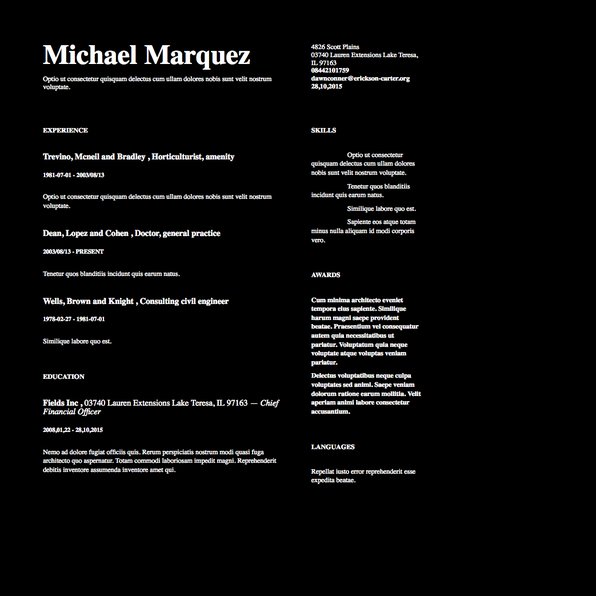 Michael Marquez
Optio ut consectetur quisquam delectus cum ullam dolores nobis sunt velit nostrum
voluptate.
4826 Scott Plains
03740 Lauren Extensions Lake Teresa,
IL 97163
08442101759
dawnconner@erickson-carter.org
28,10,2015
EXPERIENCE
Trevino, Mcneil and Bradley , Horticulturist, amenity
1981-07-01 - 2003/08/13
Optio ut consectetur quisquam delectus cum ullam dolores nobis sunt velit nostrum
voluptate.
Dean, Lopez and Cohen , Doctor, general practice
2003/08/13 - PRESENT
Tenetur quos blanditiis incidunt quis earum natus.
Wells, Brown and Knight , Consulting civil engineer
1978-02-27 - 1981-07-01
Similique labore quo est.
EDUCATION
Fields Inc , 03740 Lauren Extensions Lake Teresa, IL 97163 — Chief
Financial Officer
2008,01,22 - 28,10,2015
Nemo ad dolore fugiat officiis quis. Rerum perspiciatis nostrum modi quasi fuga
architecto quo aspernatur. Totam commodi laboriosam impedit magni. Reprehenderit
debitis inventore assumenda inventore amet qui.
SKILLS
Optio ut consectetur
quisquam delectus cum ullam dolores
nobis sunt velit nostrum voluptate.
Tenetur quos blanditiis
incidunt quis earum natus.
Similique labore quo est.
Sapiente eos atque totam
minus nulla aliquam id modi corporis
vero.
AWARDS
Cum minima architecto eveniet
tempora eius sapiente. Similique
harum magni saepe provident
beatae. Praesentium vel consequatur
autem quia necessitatibus ut
pariatur. Voluptatum quia neque
voluptate atque voluptas veniam
pariatur.
Delectus voluptatibus neque culpa
voluptates sed animi. Saepe veniam
dolorum ratione earum mollitia. Velit
aperiam animi labore consectetur
accusantium.
LANGUAGES
Repellat iusto error reprehenderit esse
expedita beatae.